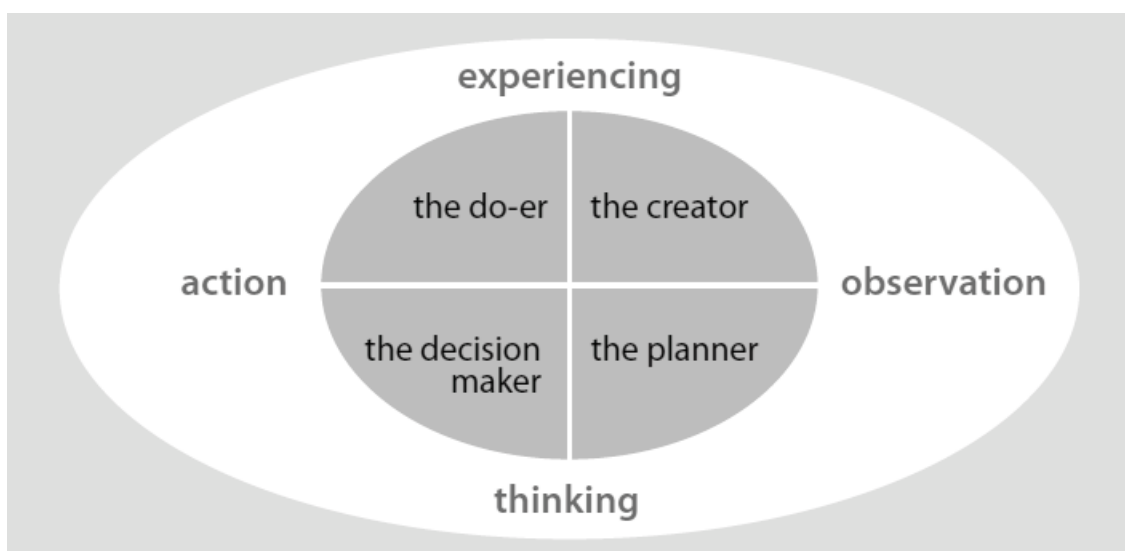 experiencing
the do-er
the creator
action
observation
the decision
maker
the planner
thinking